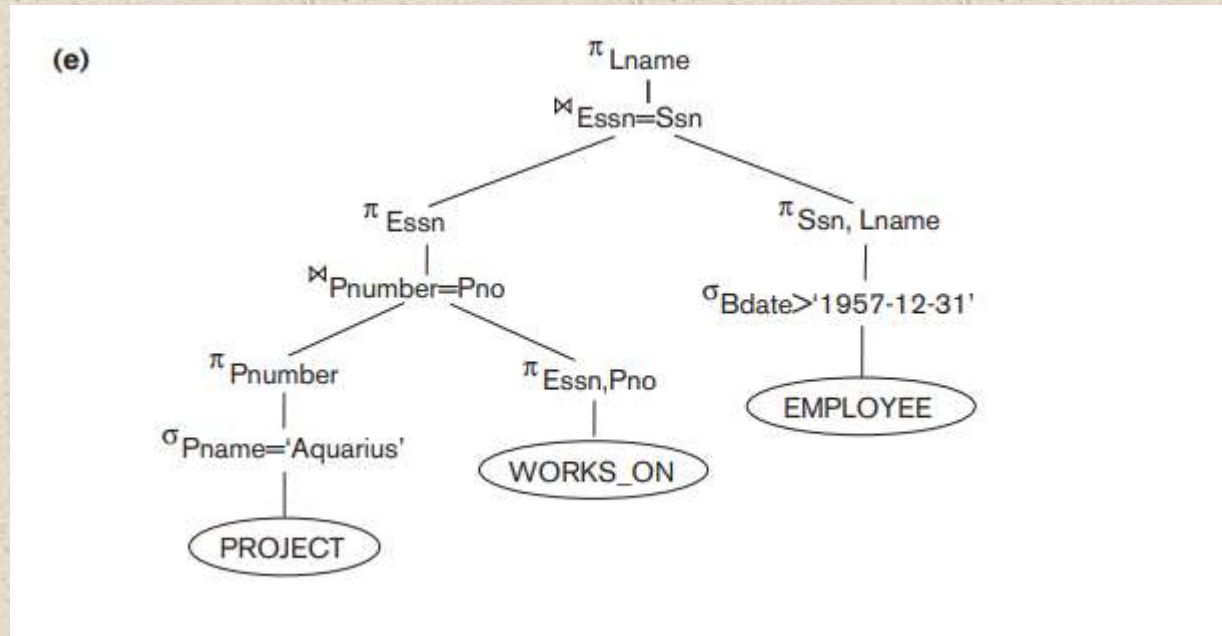 (e)
π Lname
⋈ Essn=Ssn
π Essn
π Ssn, Lname
⋈ Pnumber=Pno
σ Bdate>‘1957-12-31’
π Pnumber
π Essn,Pno
EMPLOYEE
σ Pname=‘Aquarius’
WORKS_ON
PROJECT